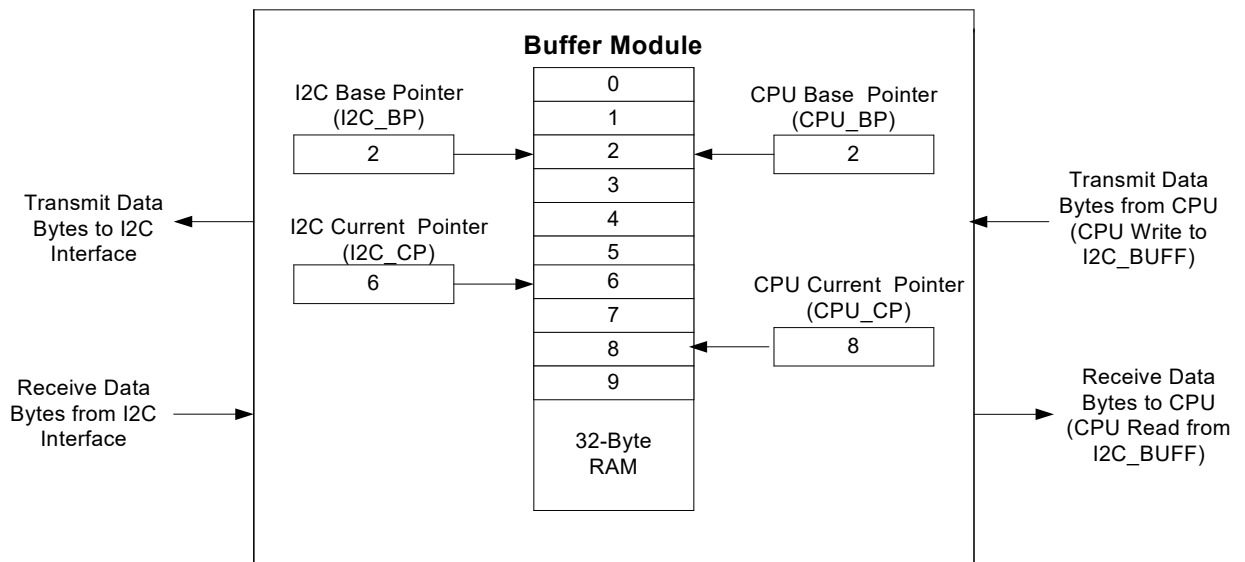 Buffer Module
I2C Base Pointer
(I2C_BP)
2
I2C Current Pointer
(I2C_CP)
6
0
1
2
3
4
5
6
7
8
9
32-Byte
RAM
CPU Base Pointer
(CPU_BP)
2
CPU Current Pointer
(CPU_CP)
8
Transmit Data
Bytes to I2C
Interface
Receive Data
Bytes from I2C
Interface
Transmit Data
Bytes from CPU
(CPU Write to
I2C_BUFF)
Receive Data
Bytes to CPU
(CPU Read from
I2C_BUFF)